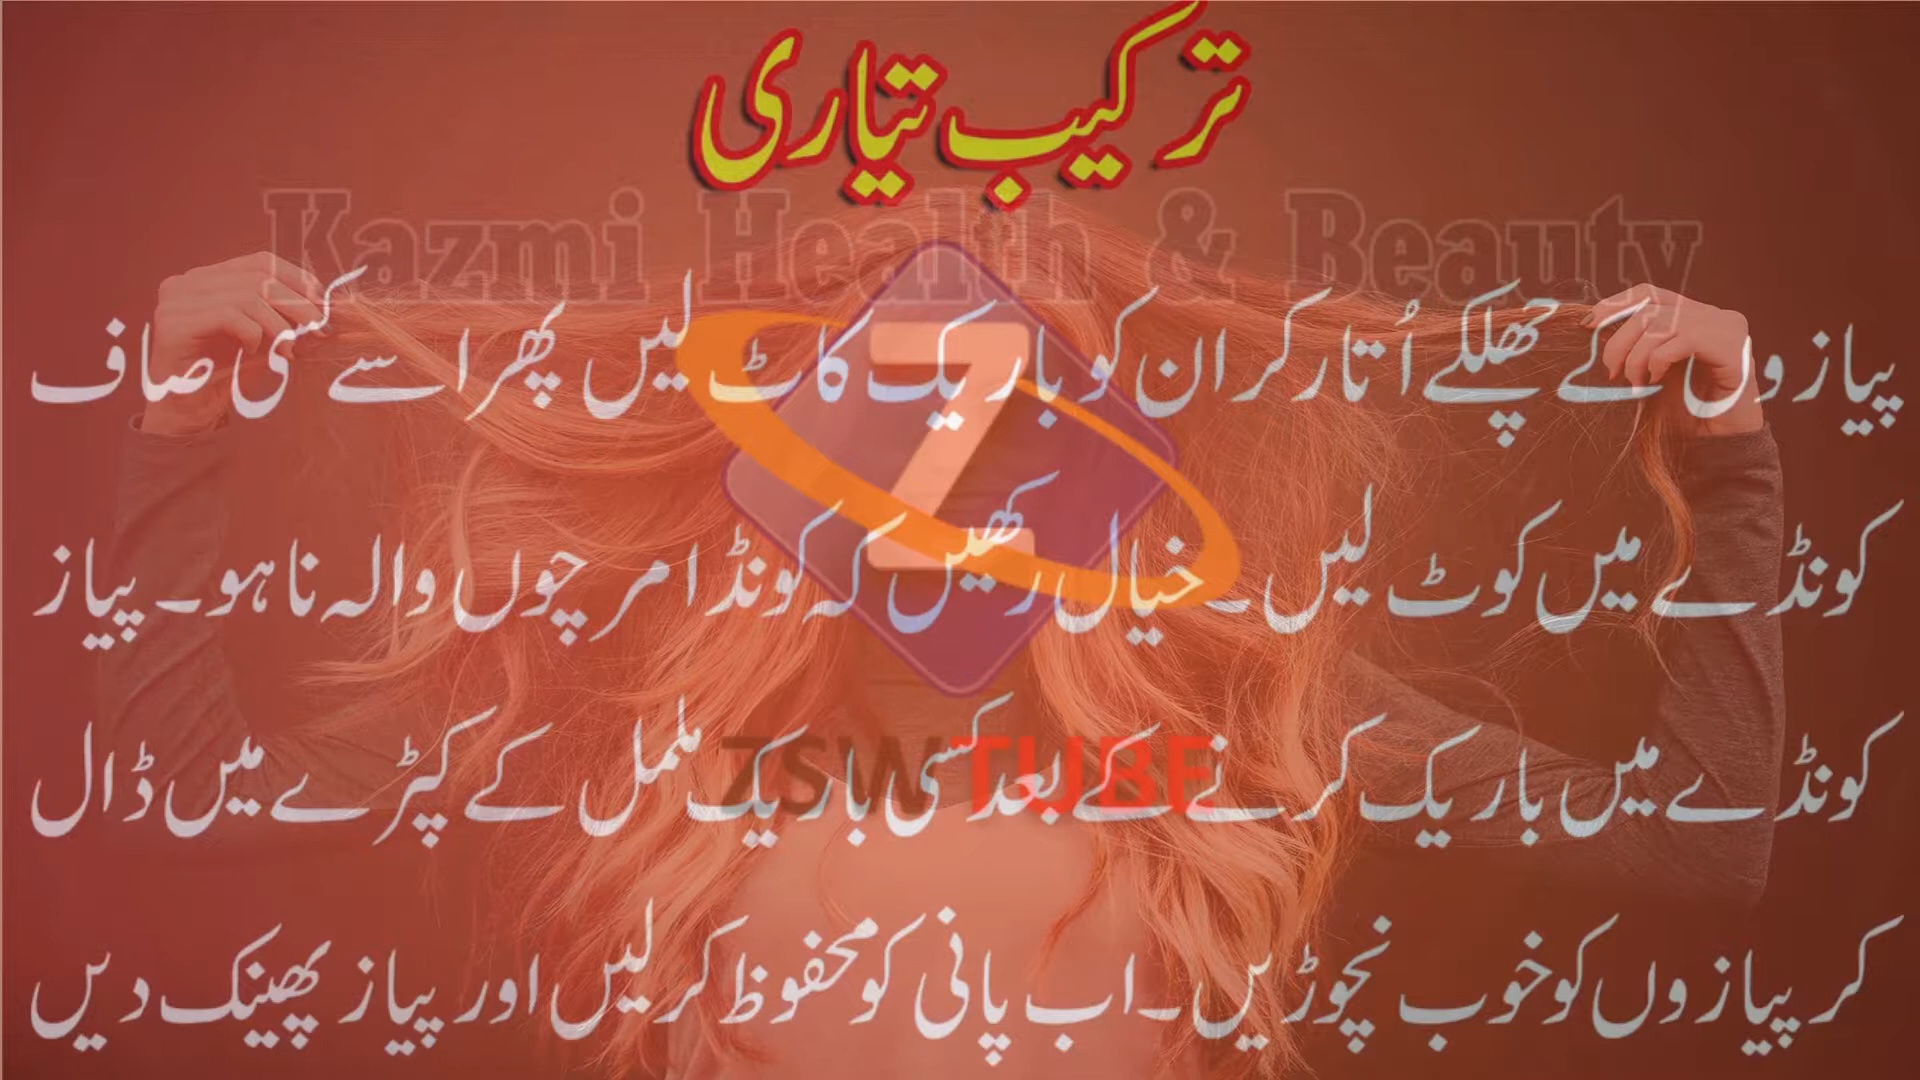 ترکیب تیاری
Kazmi Health & Beauty
پیازوں کے چھلکے اُتار کر ان کو باریک کاٹ لیں پھر اسے کسی صاف
کونڈے میں کوٹ لیں۔ خیال رکھیں کہ کونڈا مرچوں والہ نا ہو۔ پیاز
کونڈے میں باریک کرنے کے بعد کسی باریک ململ کے کپڑے میں ڈال
کر پیازوں کو خوب نچوڑیں۔ اب پانی کو محفوظ کر لیں اور پیاز پھینک دیں
Z
ZSW TUBE